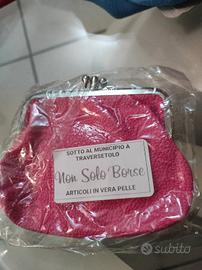 SOTTO AL MUNICIPIO A
TRAVERSETOLO
Non Solo Borse
ARTICOLI IN VERA PELLE
subito